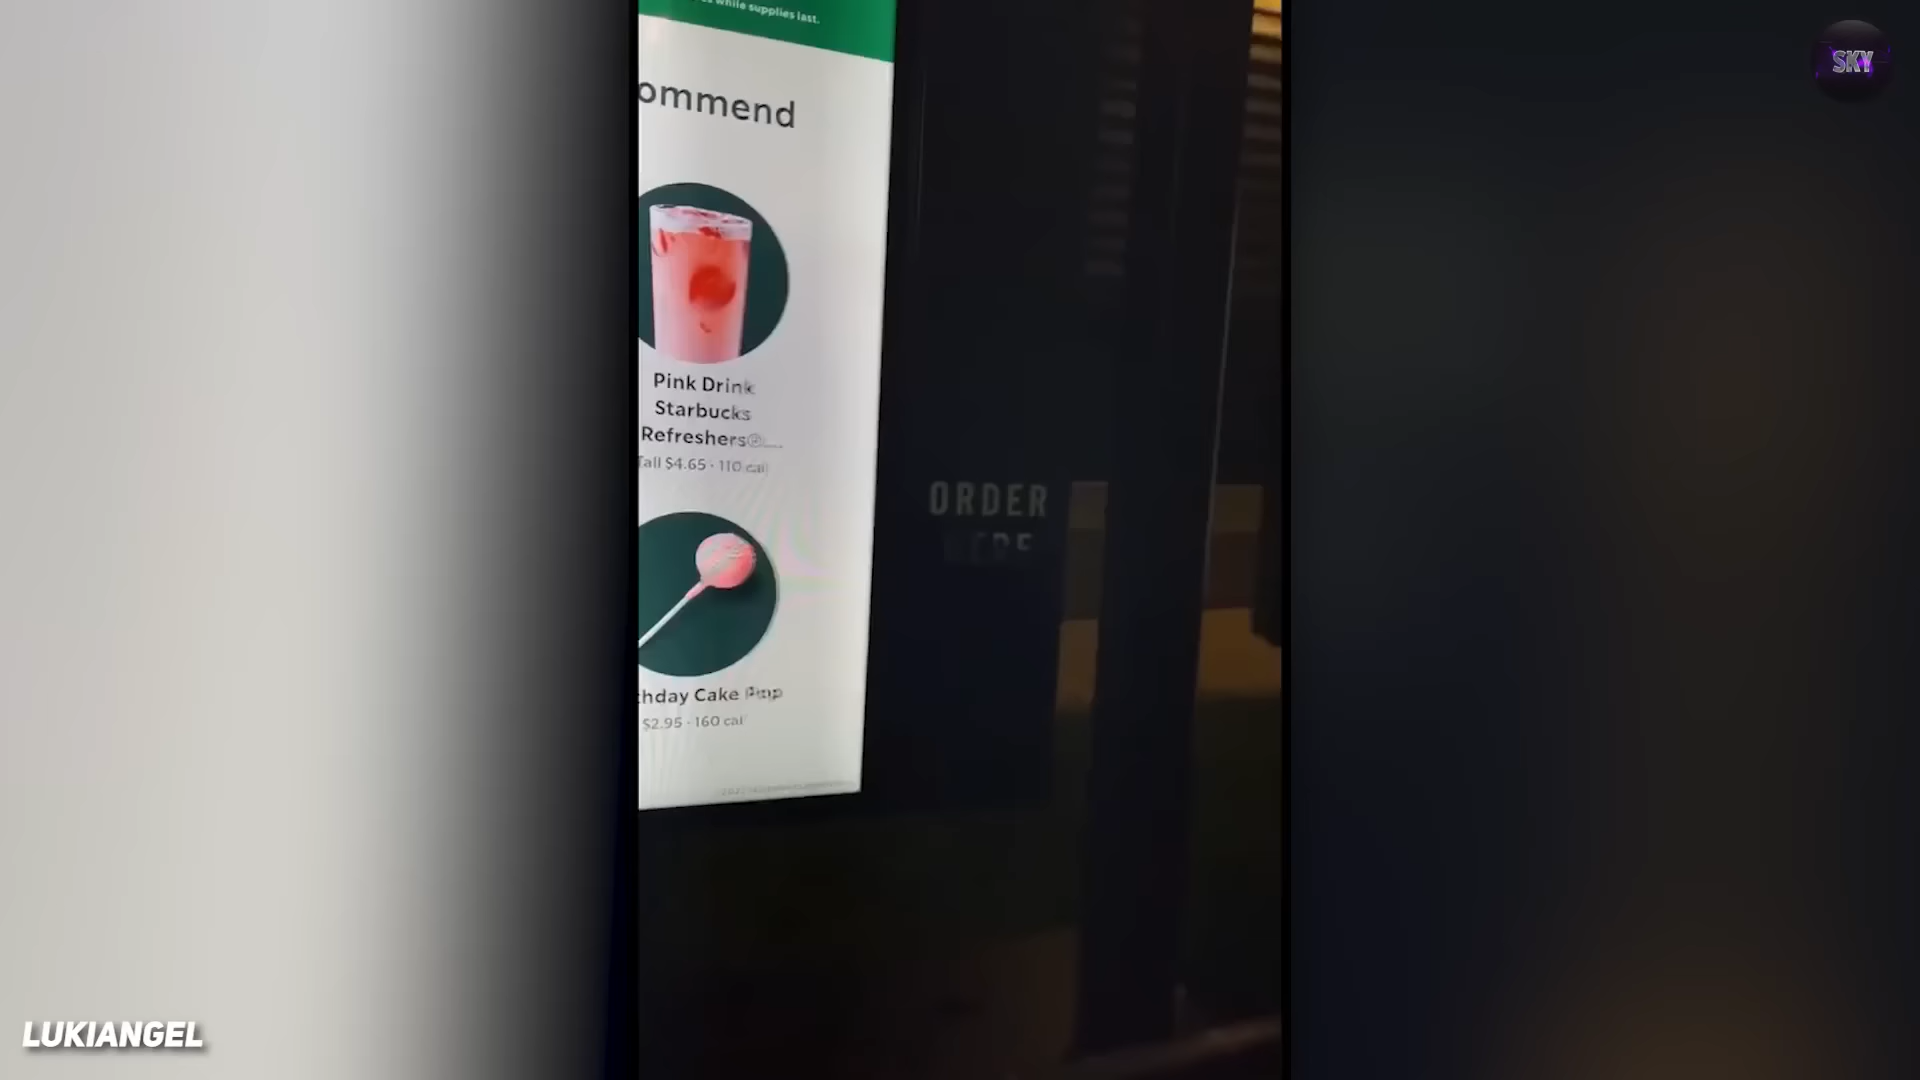 while supplies last.
ommend
Pink Drink
Starbucks
Refreshers®...
Tall $4.65 · 110 cal
thday Cake Pop
$2.95 · 160 cal
ORDER
HERE
SKY
LUKIANGEL